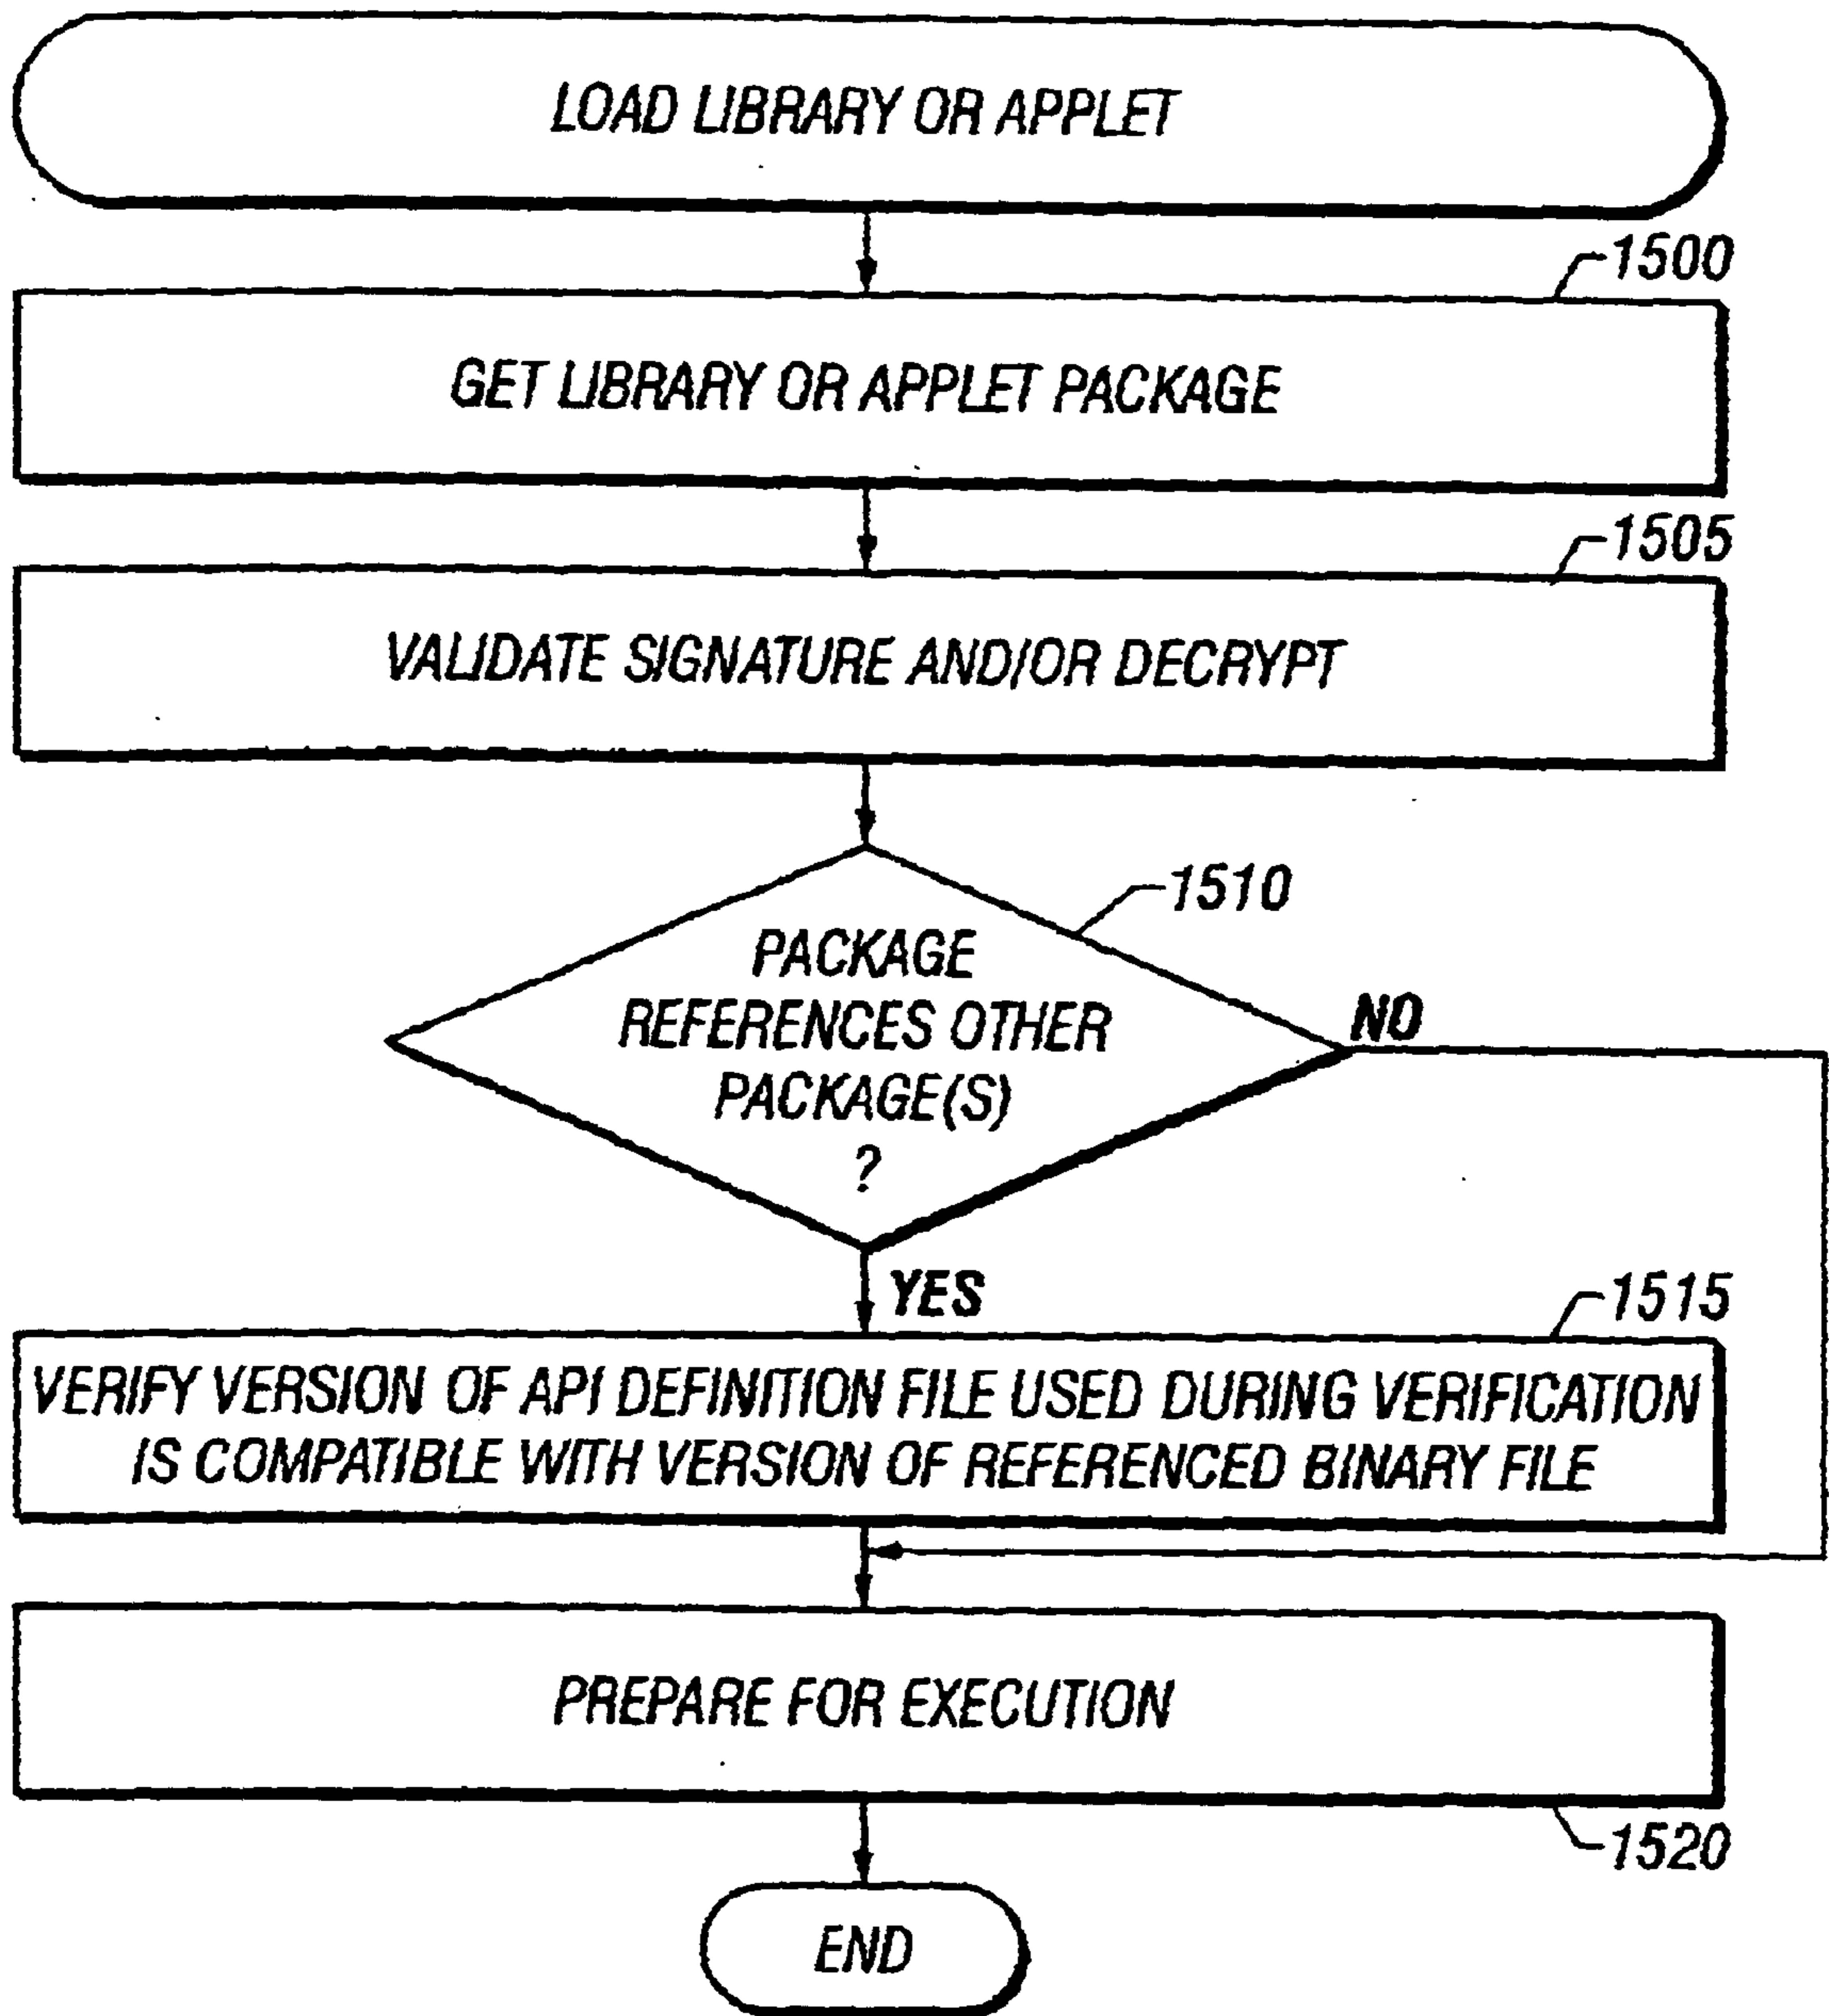 LOAD LIBRARY OR APPLET
1500
GET LIBRARY OR APPLET PACKAGE
1505
VALIDATE SIGNATURE AND/OR DECRYPT
1510
PACKAGE
REFERENCES OTHER
PACKAGE(S)
?
NO
YES
1515
VERIFY VERSION OF API DEFINITION FILE USED DURING VERIFICATION
IS COMPATIBLE WITH VERSION OF REFERENCED BINARY FILE
PREPARE FOR EXECUTION
1520
END